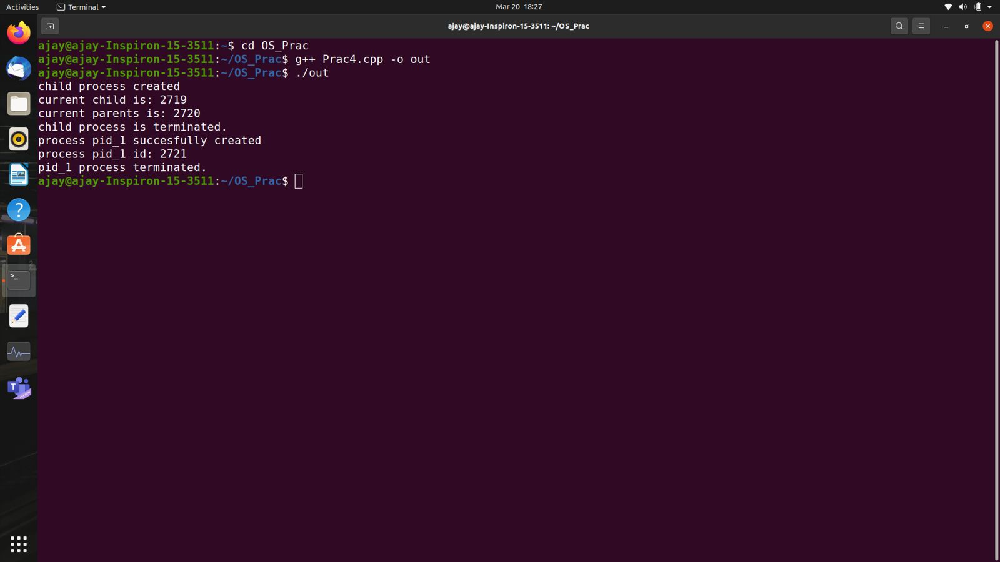 Activities
Terminal
Mar 20 18:27
ajay@ajay-Inspiron-15-3511: ~/OS_Prac
ajay@ajay-Inspiron-15-3511:~$ cd OS_Prac
ajay@ajay-Inspiron-15-3511:~/OS_Prac$ g++ Prac4.cpp -o out
ajay@ajay-Inspiron-15-3511:~/OS_Prac$ ./out
child process created
current child is: 2719
current parents is: 2720
child process is terminated.
process pid_1 succesfully created
process pid_1 id: 2721
pid_1 process terminated.
ajay@ajay-Inspiron-15-3511:~/OS_Prac$